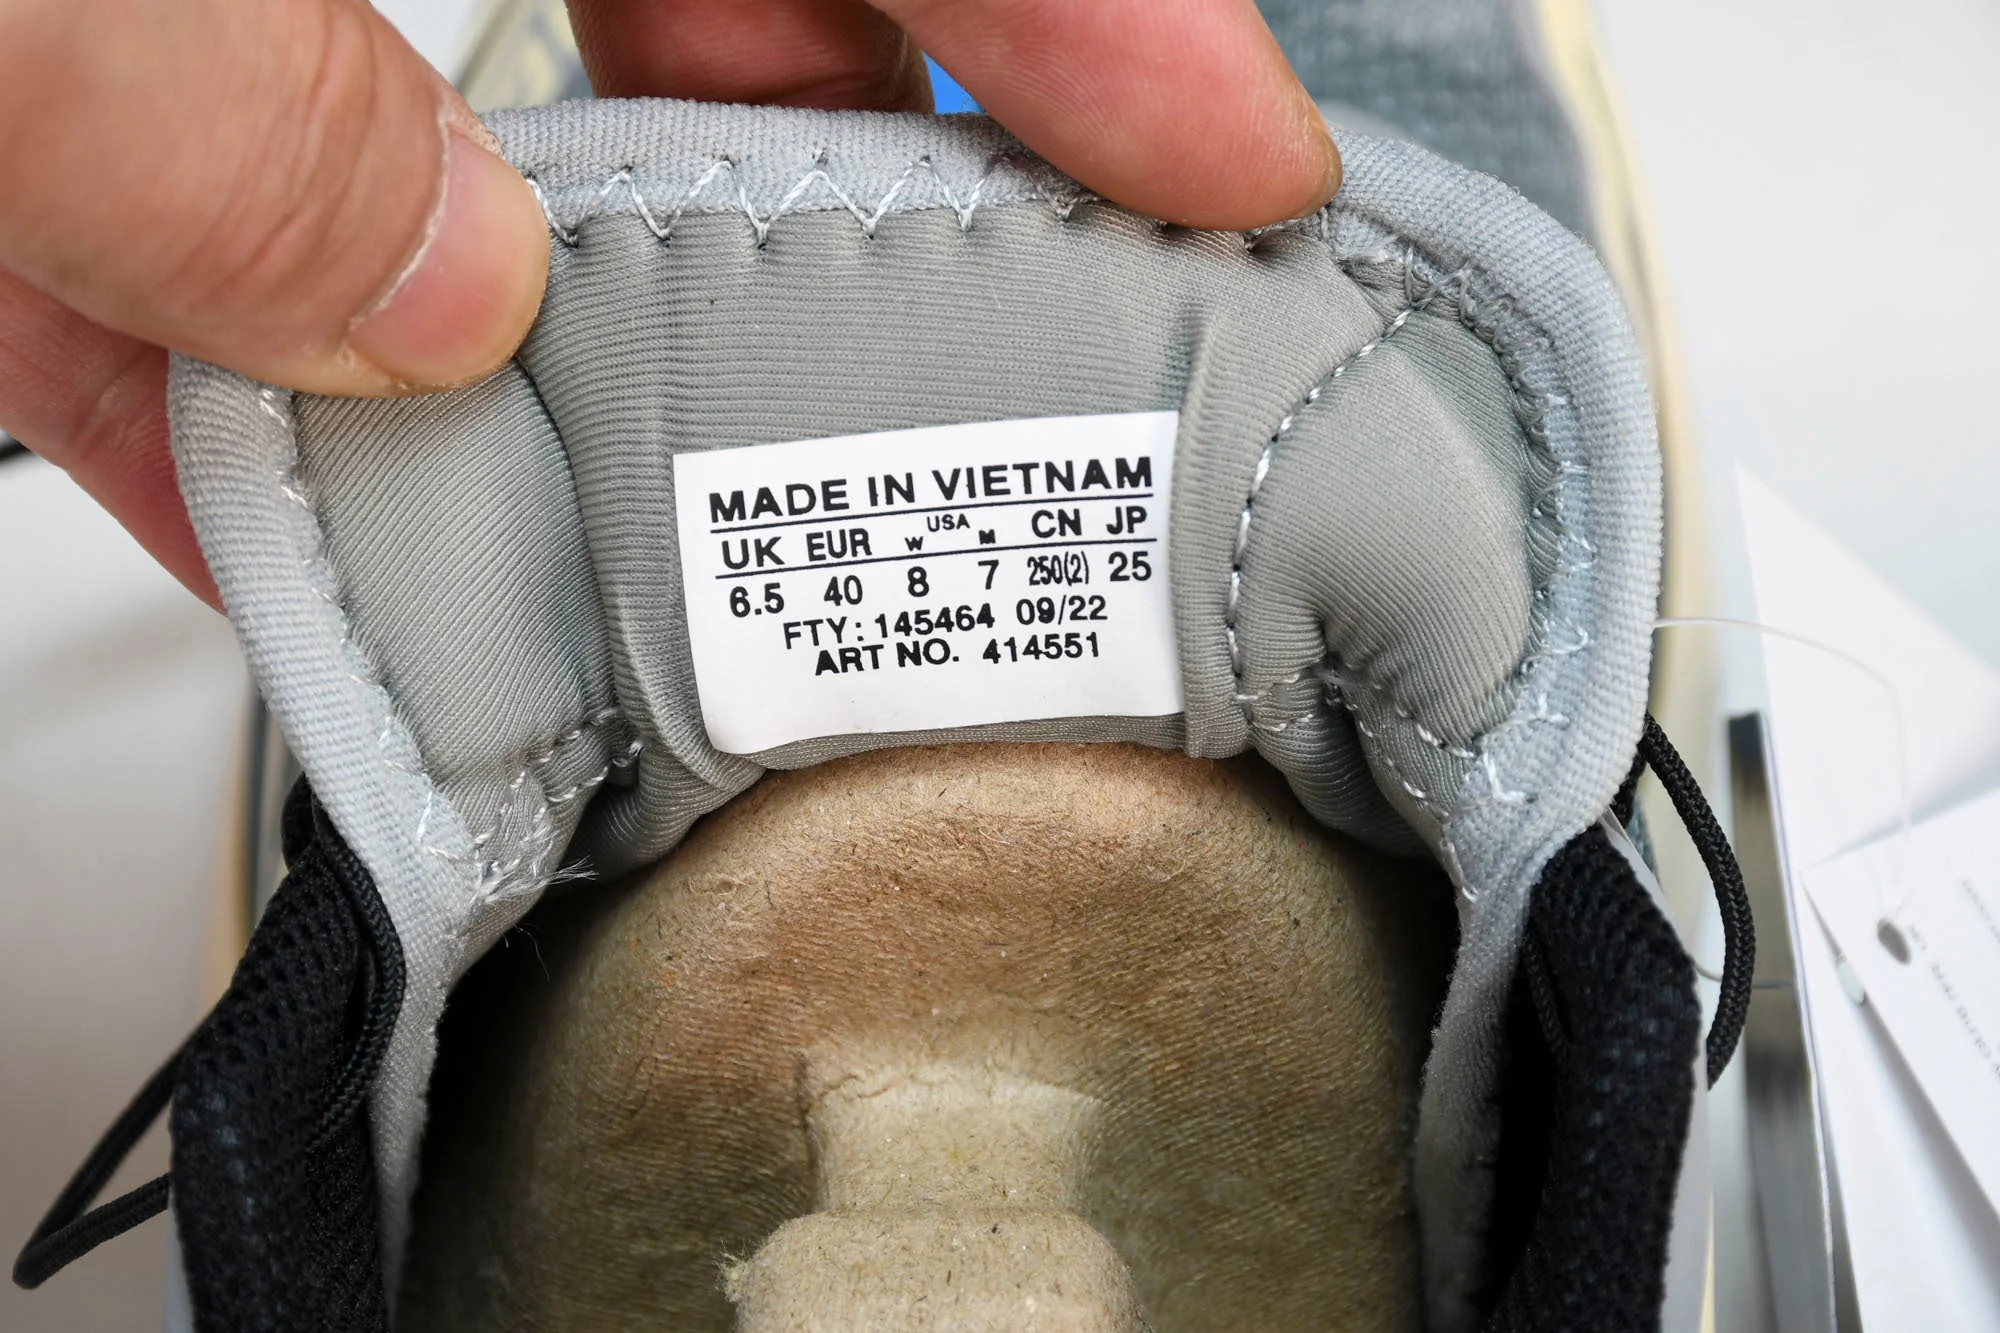 MADE IN VIETNAM
UK EUR W USA M CN JP
6.5 40 8 7 250(2) 25
FTY: 145464 09/22
ART NO. 414551